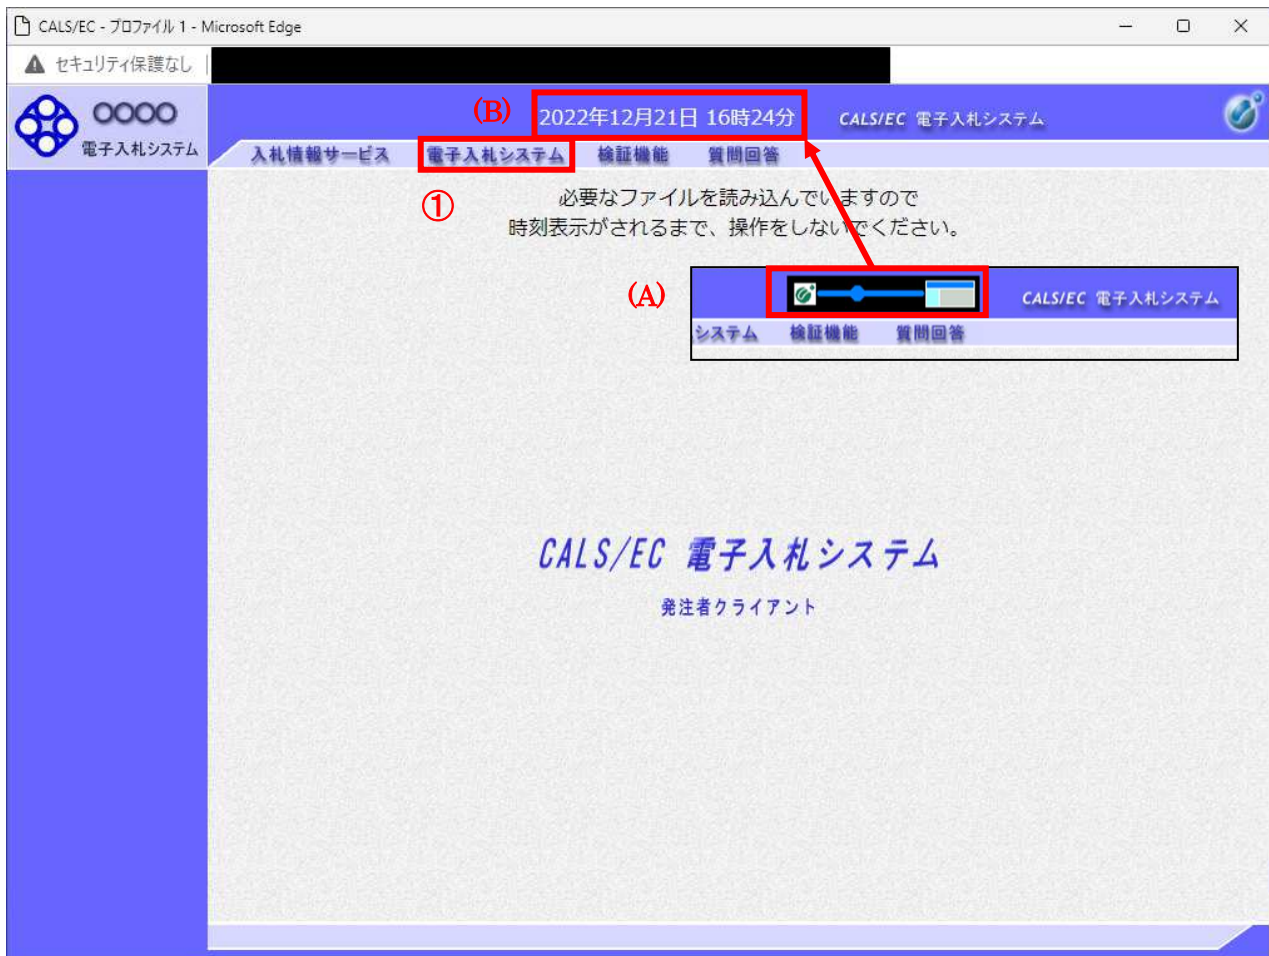 CALS/EC - プロファイル 1 - Microsoft Edge
セキュリティ保護なし
OOOO
電子入札システム
(B)
2022年12月21日 16時24分
CALS/EC 電子入札システム
入札情報サービス 電子入札システム 検証機能 質問回答
①
必要なファイルを読み込んでいますので
時刻表示がされるまで、操作をしないでください。
(A)
CALS/EC 電子入札システム
システム 検証機能 質問回答
CALS/EC 電子入札システム
発注者クライアント